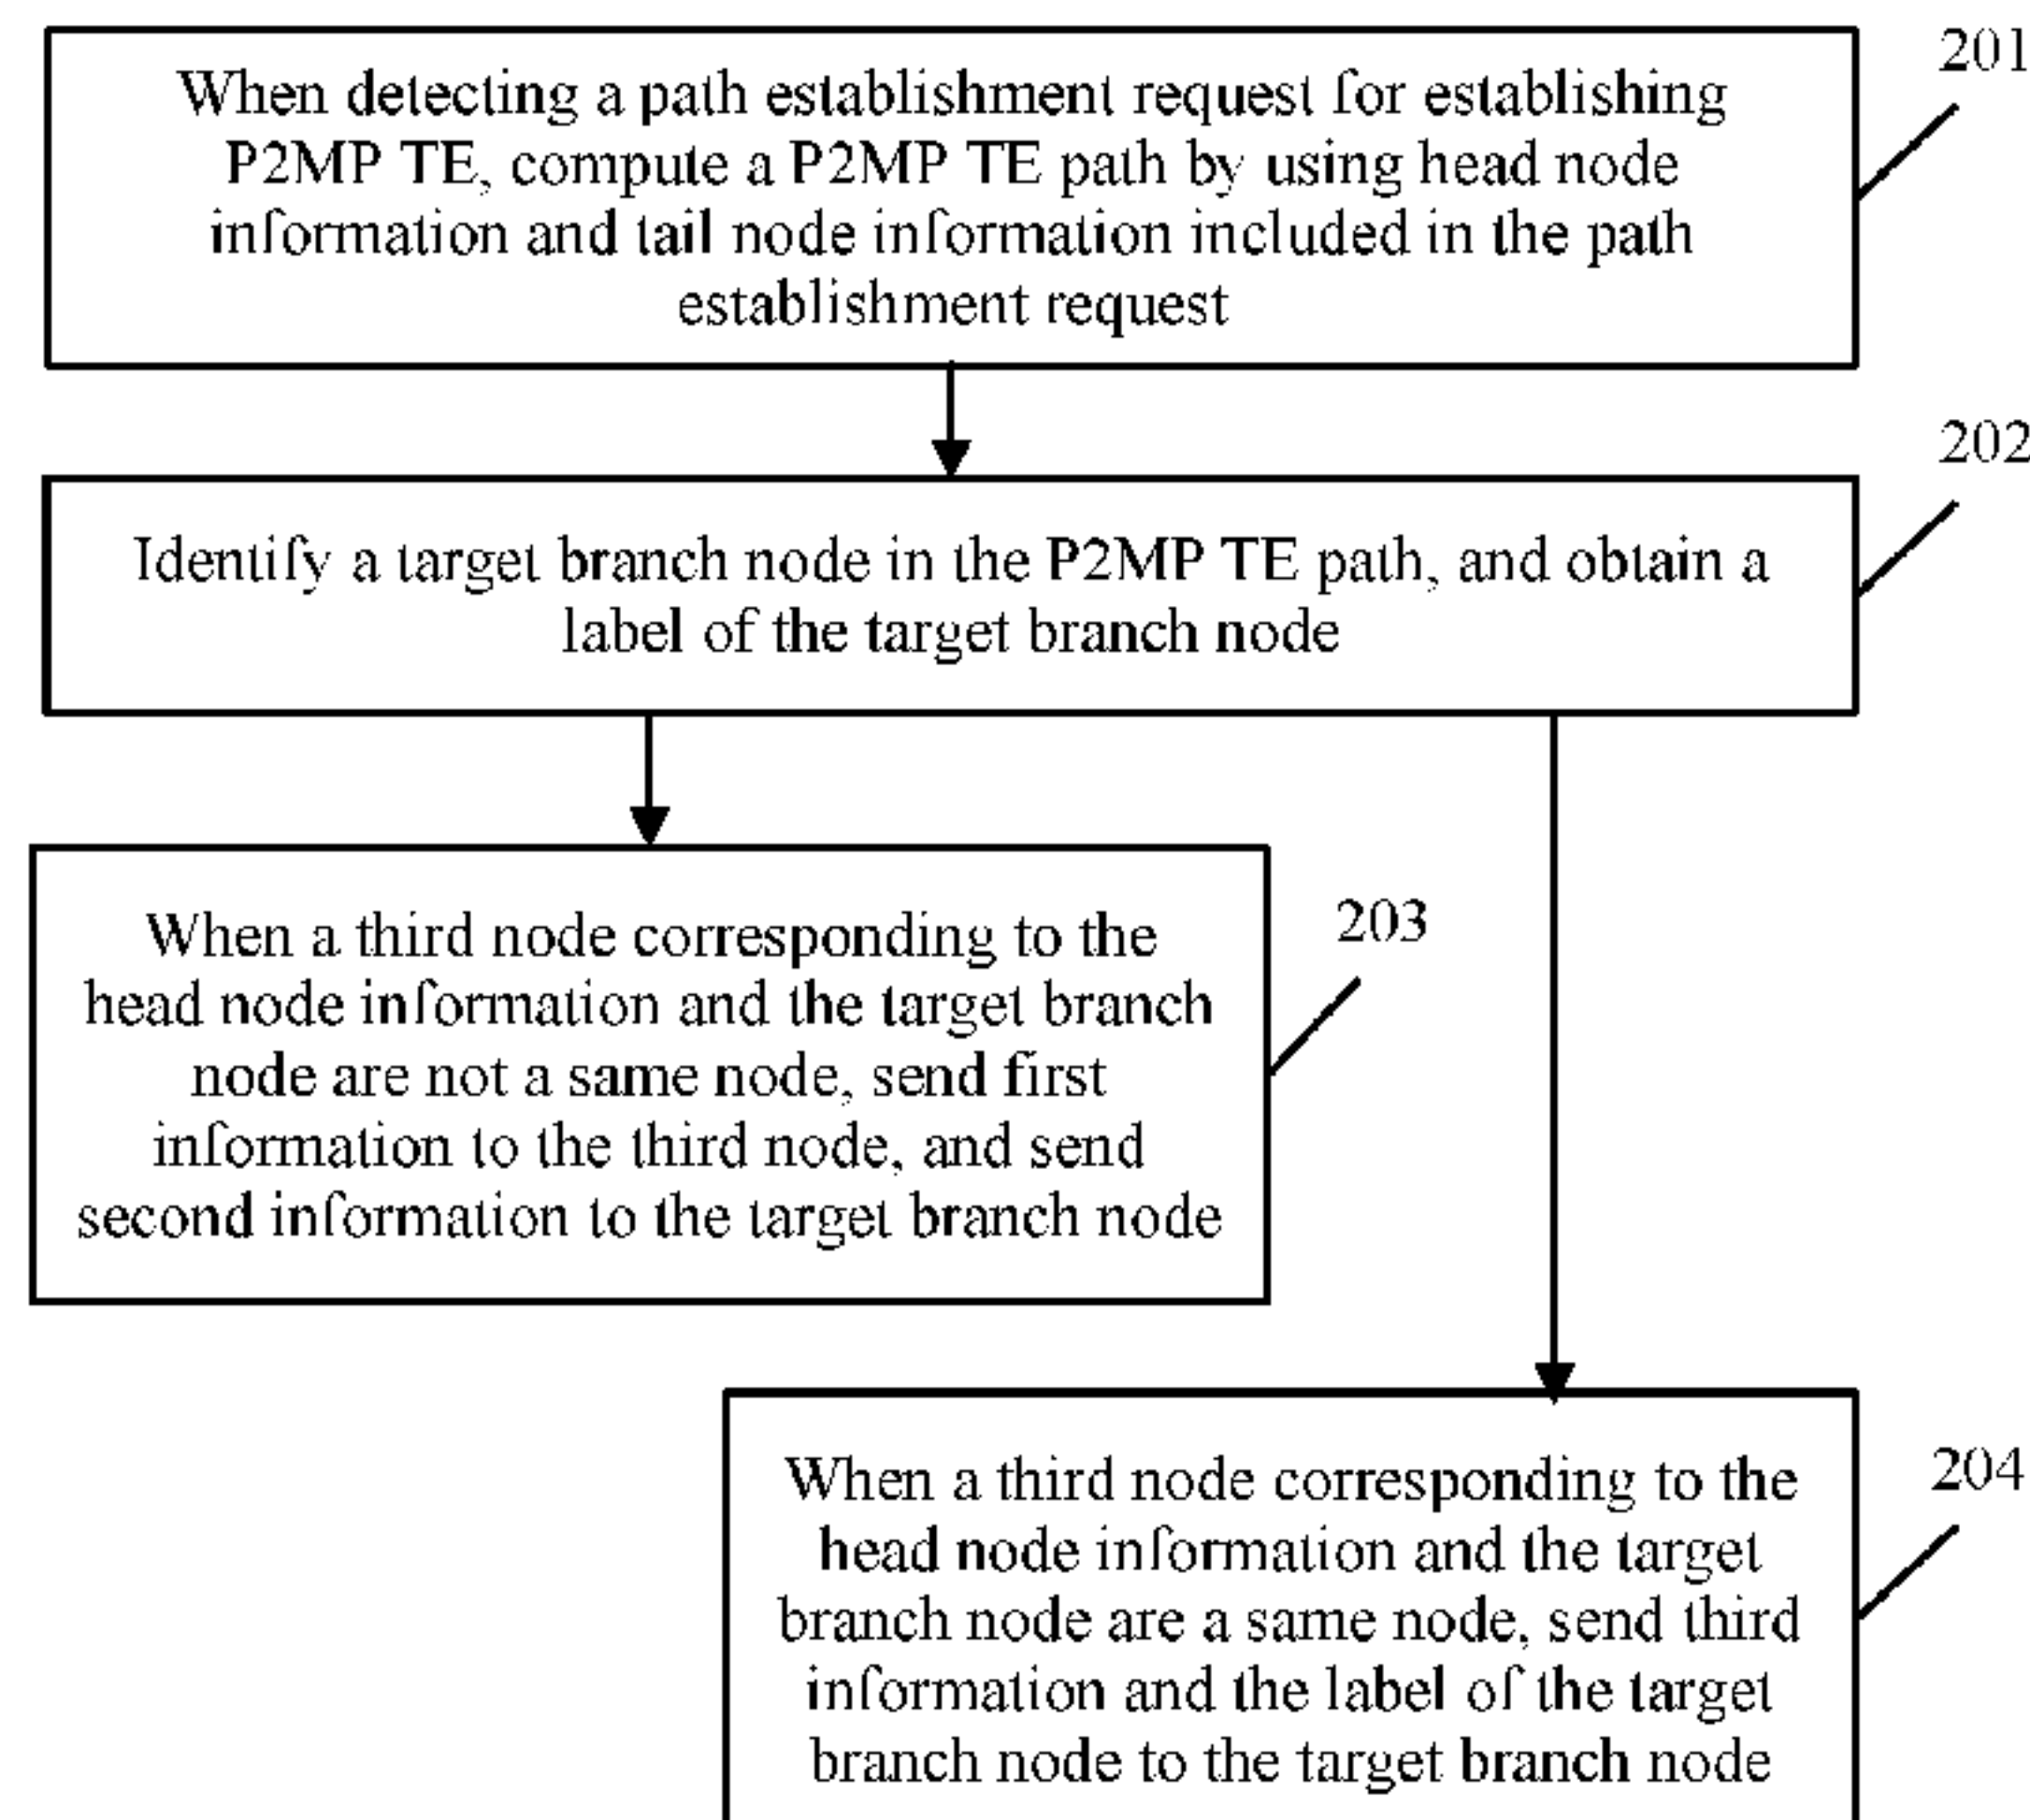 201
When detecting a path establishment request for establishing
P2MP TE, compute a P2MP TE path by using head node
information and tail node information included in the path
establishment request
202
Identify a target branch node in the P2MP TE path, and obtain a
label of the target branch node
203
When a third node corresponding to the
head node information and the target branch
node are not a same node, send first
information to the third node, and send
second information to the target branch node
204
When a third node corresponding to the
head node information and the target
branch node are a same node, send third
information and the label of the target
branch node to the target branch node